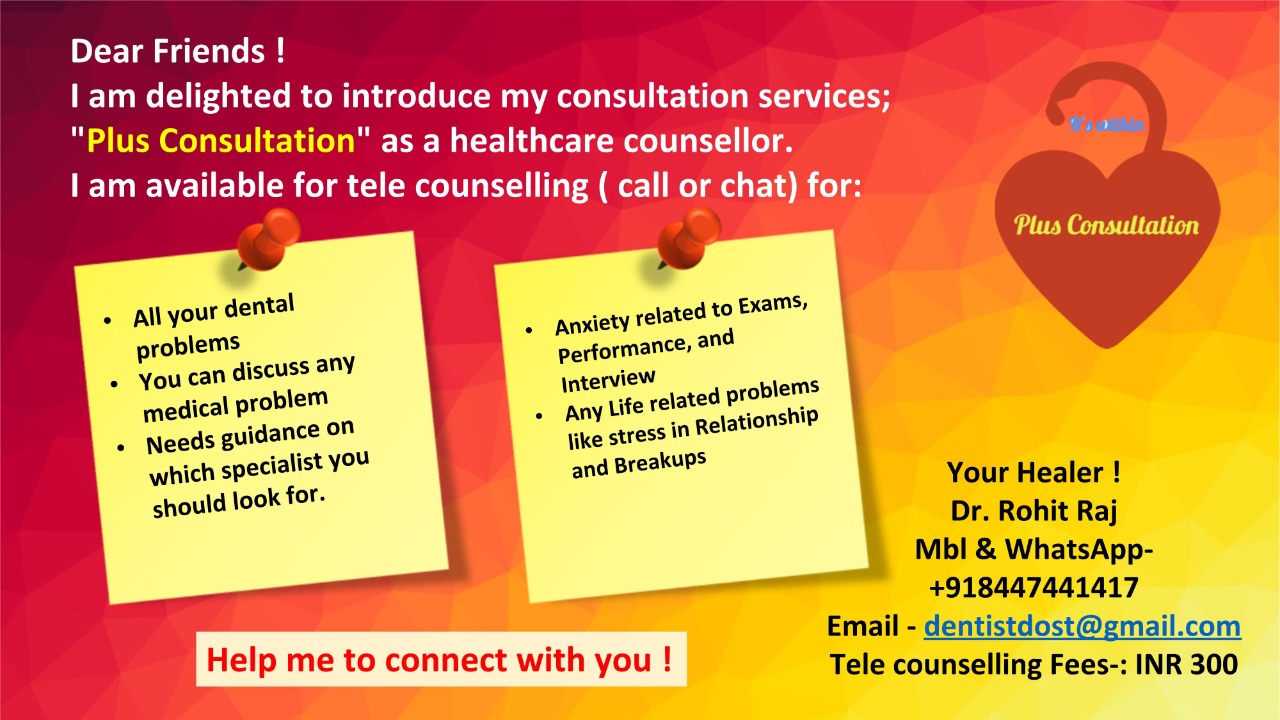 Dear Friends !
I am delighted to introduce my consultation services;
"Plus Consultation" as a healthcare counsellor.
I am available for tele counselling ( call or chat) for:
It's within
Plus Consultation
• All your dental
problems
• You can discuss any
medical problem
• Needs guidance on
which specialist you
should look for.
• Anxiety related to Exams,
Performance, and
Interview
• Any Life related problems
like stress in Relationship
and Breakups
Your Healer !
Dr. Rohit Raj
Mbl & WhatsApp-
+918447441417
Email - dentistdost@gmail.com
Tele counselling Fees-: INR 300
Help me to connect with you !